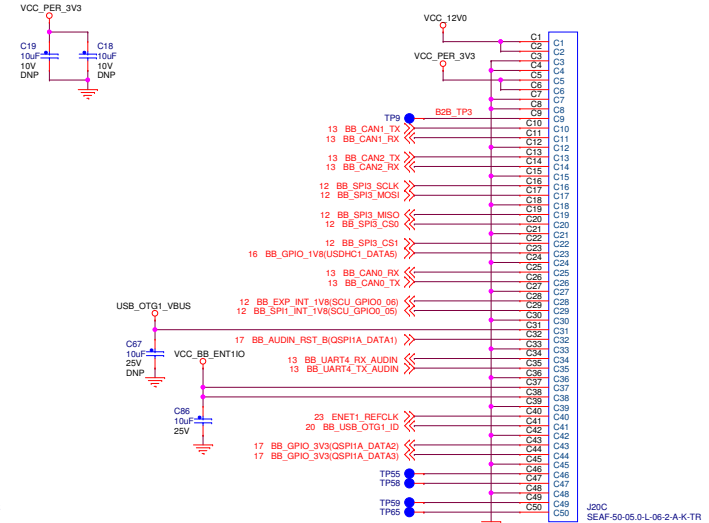 VCC_PER_3V3
C19
10uF
10V
DNP
C18
10uF
10V
DNP
VCC_12V0
VCC_PER_3V3
C1 C1
C2 C2
C3 C3
C4 C4
C5 C5
C6 C6
C7 C7
C8 C8
TP9 B2B_TP3 C9 C9
13 BB_CAN1_TX C10 C10
13 BB_CAN1_RX C11 C11
C12 C12
13 BB_CAN2_TX C13 C13
13 BB_CAN2_RX C14 C14
C15 C15
12 BB_SPI3_SCLK C16 C16
12 BB_SPI3_MOSI C17 C17
C18 C18
12 BB_SPI3_MISO C19 C19
12 BB_SPI3_CS0 C20 C20
C21 C21
12 BB_SPI3_CS1 C22 C22
16 BB_GPIO_1V8(USDHC1_DATA5) C23 C23
C24 C24
13 BB_CAN0_RX C25 C25
13 BB_CAN0_TX C26 C26
C27 C27
12 BB_EXP_INT_1V8(SCU_GPIO0_06) C28 C28
12 BB_SPI1_INT_1V8(SCU_GPIO0_05) C29 C29
C30 C30
USB_OTG1_VBUS C31 C31
17 BB_AUDIN_RST_B(QSPI1A_DATA1) C32 C32
C33 C33
13 BB_UART4_RX_AUDIN C34 C34
13 BB_UART4_TX_AUDIN C35 C35
C36 C36
C37 C37
C38 C38
C39 C39
23 ENET1_REFCLK C40 C40
20 BB_USB_OTG1_ID C41 C41
C42 C42
17 BB_GPIO_3V3(QSPI1A_DATA2) C43 C43
17 BB_GPIO_3V3(QSPI1A_DATA3) C44 C44
C45 C45
TP55 C46 C46
TP58 C47 C47
C48 C48
TP59 C49 C49
TP65 C50 C50
C67
10uF
25V
DNP
VCC_BB_ENT1IO
C86
10uF
25V
J20C
SEAF-50-05.0-L-06-2-A-K-TR